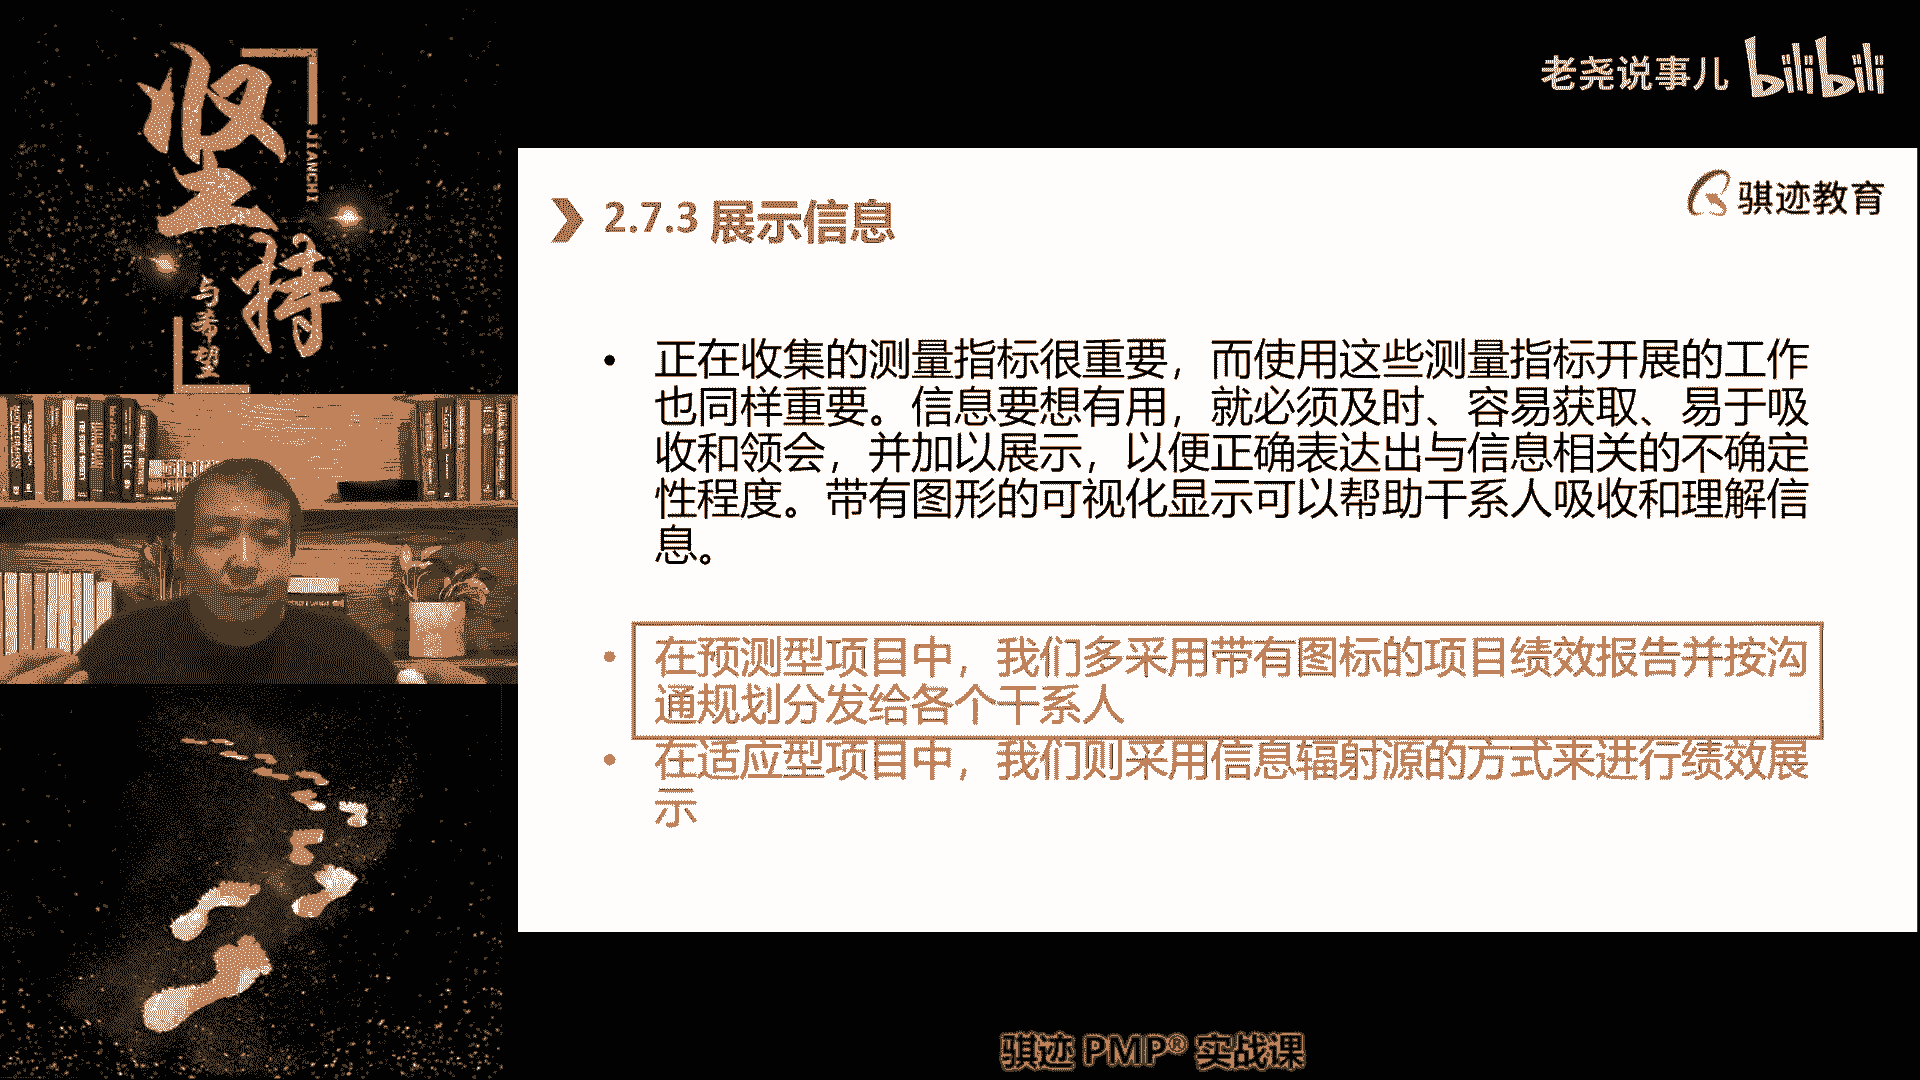 坚持
JIANCHI
与希望
老尧说事儿 bilibili
骐迹教育
2.7.3 展示信息
• 正在收集的测量指标很重要，而使用这些测量指标开展的工作
也同样重要。信息要想有用，就必须及时、容易获取、易于吸
收和领会，并加以展示，以便正确表达出与信息相关的不确定
性程度。带有图形的可视化显示可以帮助干系人吸收和理解信
息。
• 在预测型项目中，我们多采用带有图标的项目绩效报告并按沟
通规划分发给各个干系人
• 在适应型项目中，我们则采用信息辐射源的方式来进行绩效展
示
骐迹 PMP® 实战课